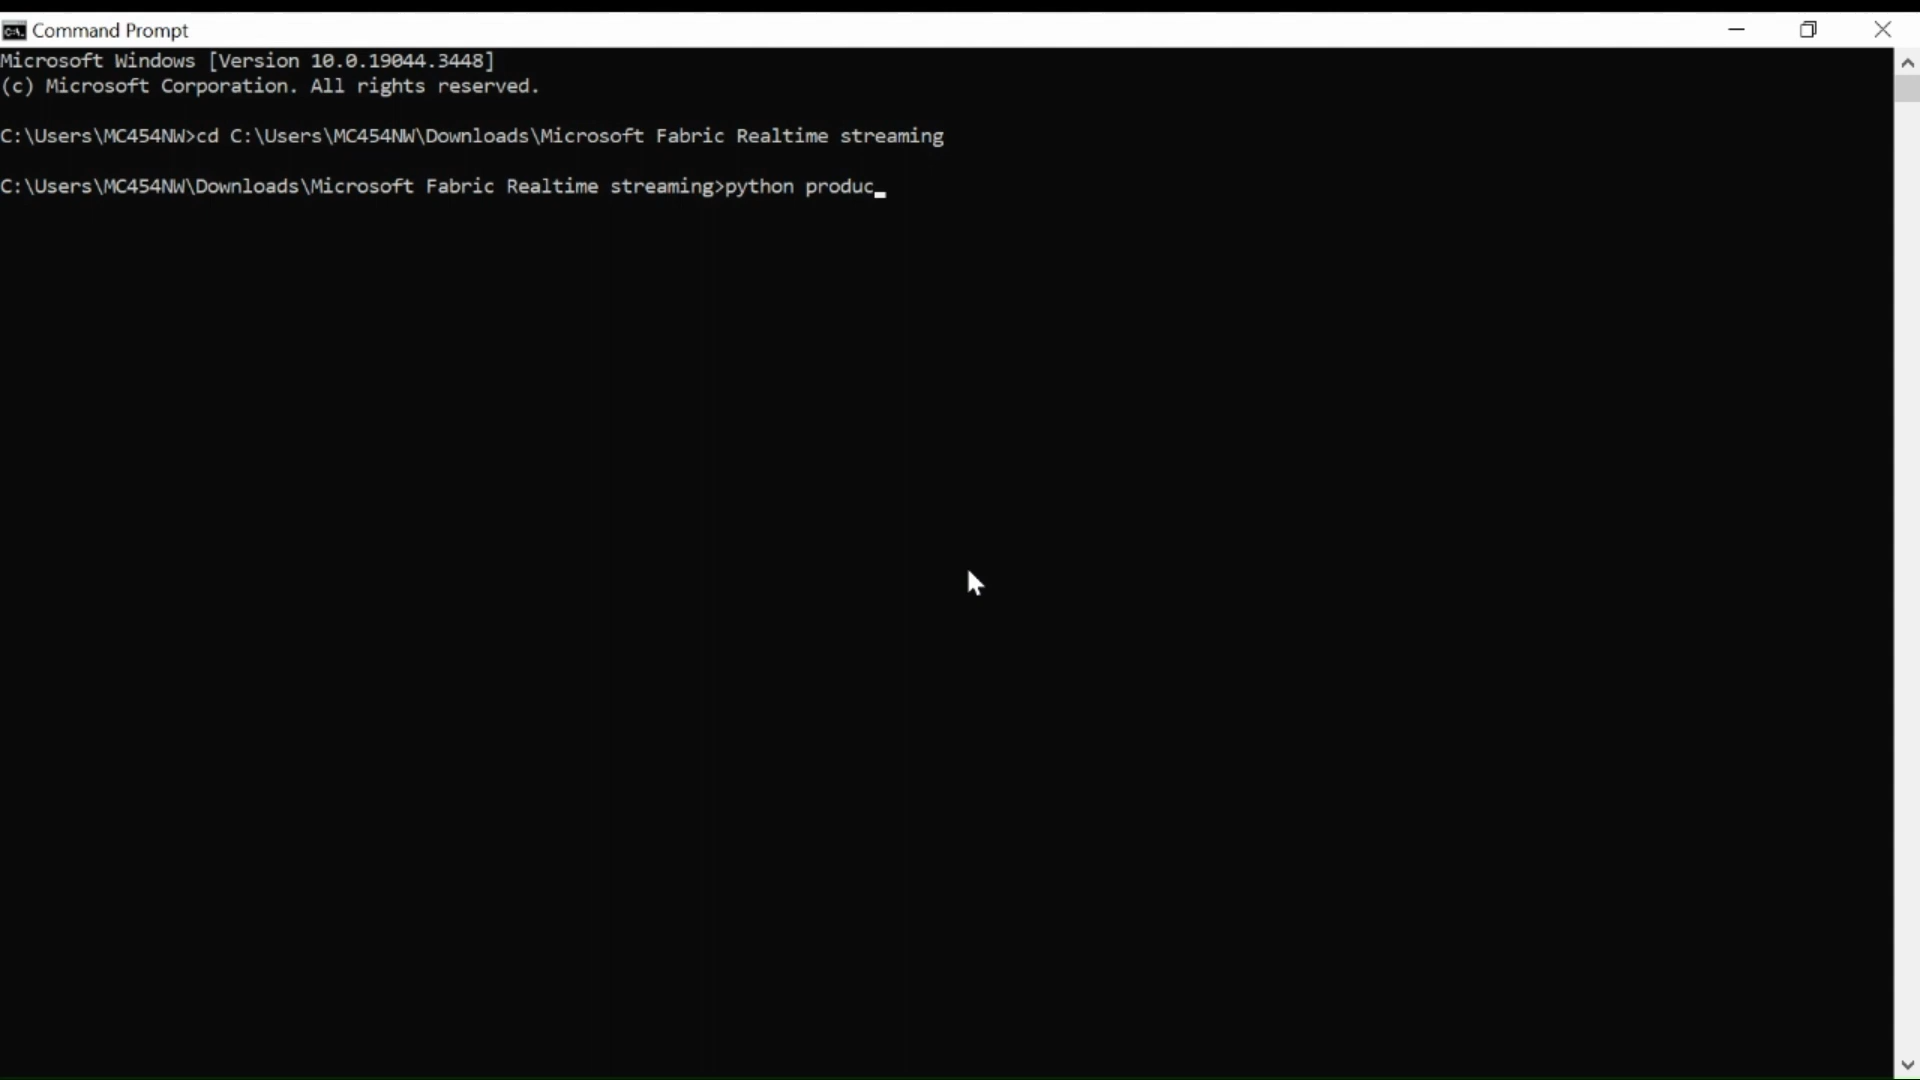 Command Prompt
Microsoft Windows [Version 10.0.19044.3448]
(c) Microsoft Corporation. All rights reserved.
C:\Users\MC454NW>cd C:\Users\MC454NW\Downloads\Microsoft Fabric Realtime streaming
C:\Users\MC454NW\Downloads\Microsoft Fabric Realtime streaming>python produc_